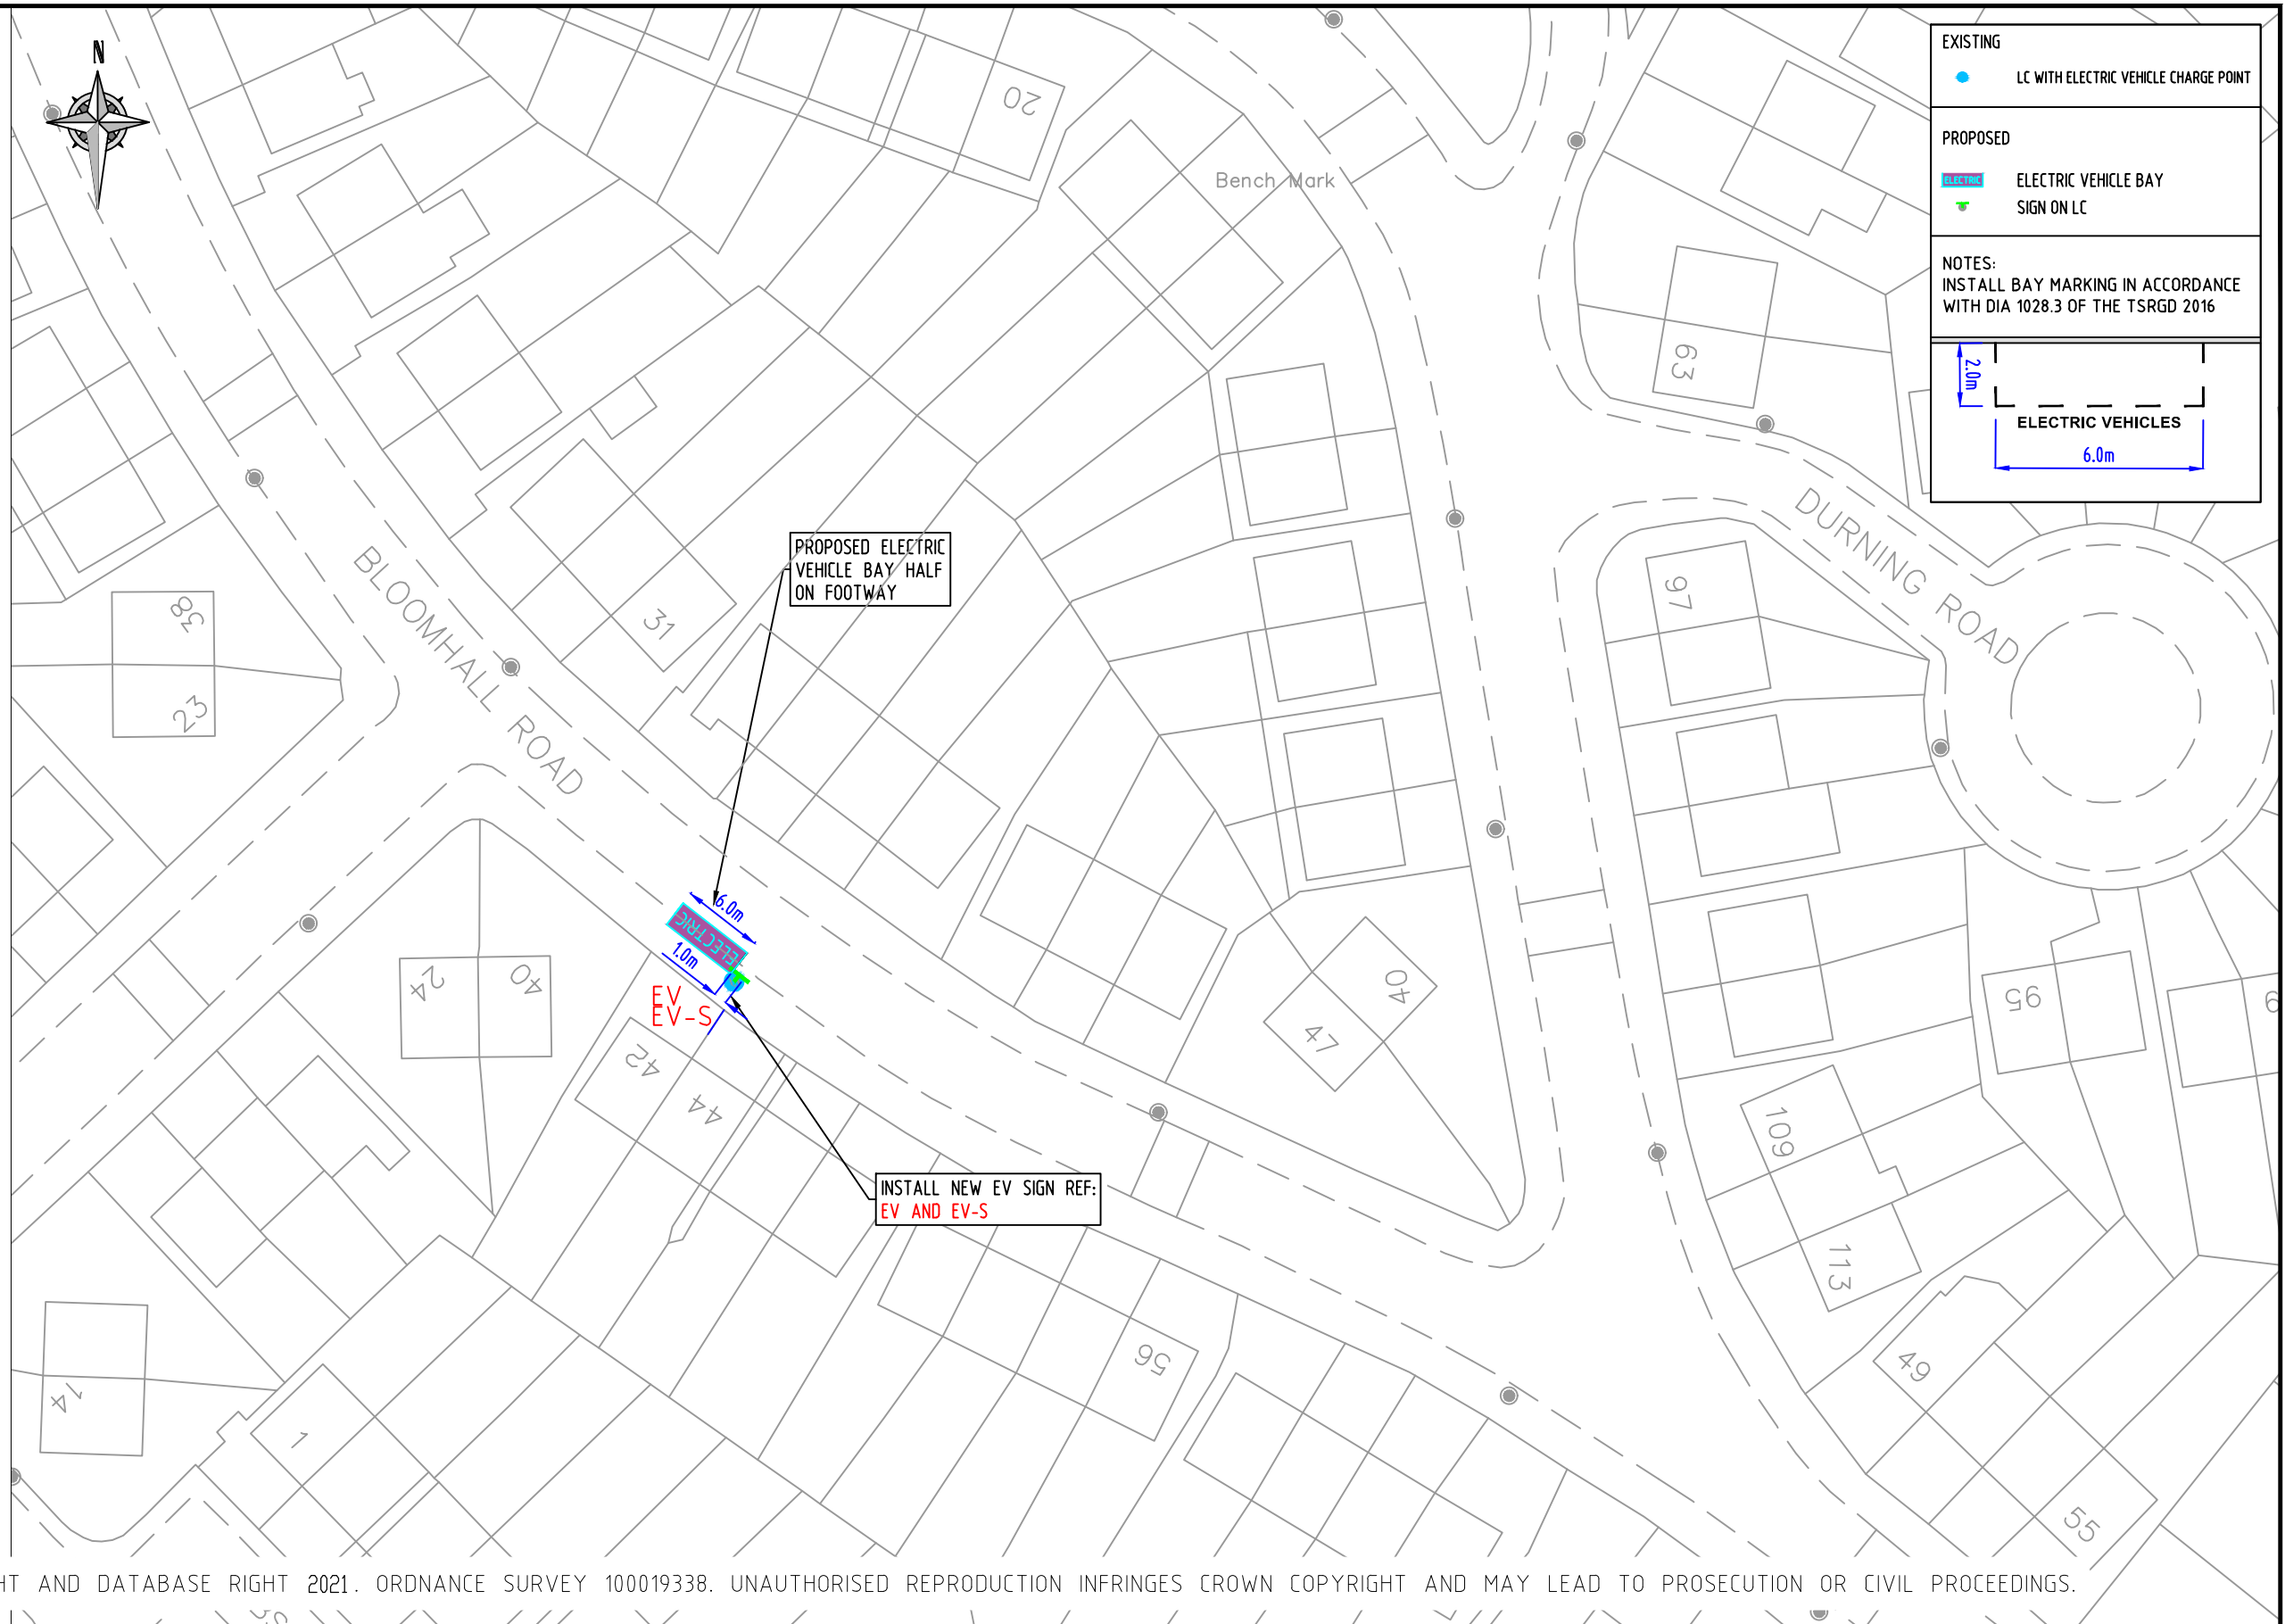 N
EXISTING
LC WITH ELECTRIC VEHICLE CHARGE POINT
PROPOSED
ELECTRIC
ELECTRIC VEHICLE BAY
SIGN ON LC
NOTES:
INSTALL BAY MARKING IN ACCORDANCE
WITH DIA 1028.3 OF THE TSRGD 2016
2.0m
ELECTRIC VEHICLES
6.0m
20
Bench Mark
63
DURNING ROAD
97
BLOOMHALL ROAD
38
23
31
PROPOSED ELECTRIC
VEHICLE BAY HALF
ON FOOTWAY
6.0m
ELECTRIC
1.0m
EV
EV-S
24
40
42
44
40
47
95
109
113
INSTALL NEW EV SIGN REF:
EV AND EV-S
56
49
14
1
55
HT AND DATABASE RIGHT 2021. ORDNANCE SURVEY 100019338. UNAUTHORISED REPRODUCTION INFRINGES CROWN COPYRIGHT AND MAY LEAD TO PROSECUTION OR CIVIL PROCEEDINGS.